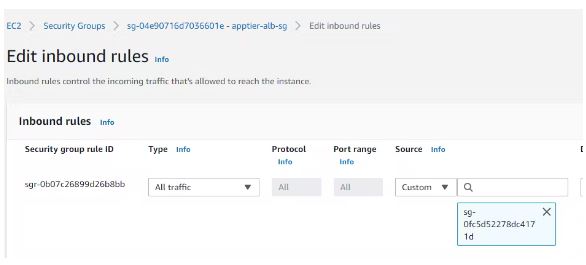 EC2 > Security Groups > sg-04e90716d7036601e - apptier-alb-sg > Edit inbound rules
Edit inbound rules Info
Inbound rules control the incoming traffic that's allowed to reach the instance.
Inbound rules Info
Security group rule ID Type Info Protocol Info Port range Info Source Info
sgr-0b07c26899d26b8bb All traffic All All Custom
sg-
0fc5d52278dc417
1d